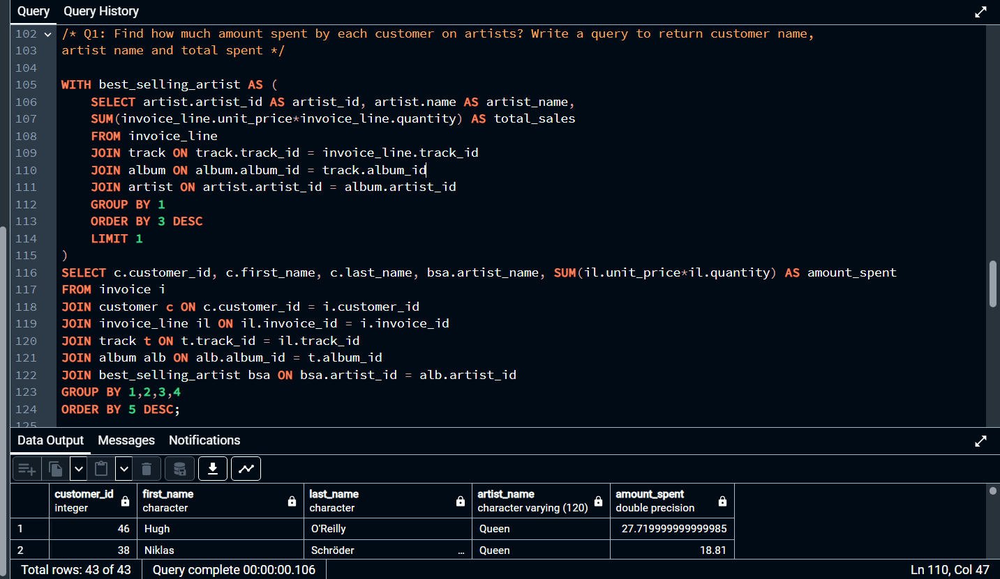 Query Query History
102 /* Q1: Find how much amount spent by each customer on artists? Write a query to return customer name,
103 artist name and total spent */
104
105 WITH best_selling_artist AS (
106 SELECT artist.artist_id AS artist_id, artist.name AS artist_name,
107 SUM(invoice_line.unit_price*invoice_line.quantity) AS total_sales
108 FROM invoice_line
109 JOIN track ON track.track_id = invoice_line.track_id
110 JOIN album ON album.album_id = track.album_id
111 JOIN artist ON artist.artist_id = album.artist_id
112 GROUP BY 1
113 ORDER BY 3 DESC
114 LIMIT 1
115 )
116 SELECT c.customer_id, c.first_name, c.last_name, bsa.artist_name, SUM(il.unit_price*il.quantity) AS amount_spent
117 FROM invoice i
118 JOIN customer c ON c.customer_id = i.customer_id
119 JOIN invoice_line il ON il.invoice_id = i.invoice_id
120 JOIN track t ON t.track_id = il.track_id
121 JOIN album alb ON alb.album_id = t.album_id
122 JOIN best_selling_artist bsa ON bsa.artist_id = alb.artist_id
123 GROUP BY 1,2,3,4
124 ORDER BY 5 DESC;
125
Data Output Messages Notifications
customer_id first_name last_name artist_name amount_spent
integer character character character varying (120) double precision
1 46 Hugh O'Reilly Queen 27.719999999999985
2 38 Niklas Schröder ... Queen 18.81
Total rows: 43 of 43 Query complete 00:00:00.106 Ln 110, Col 47